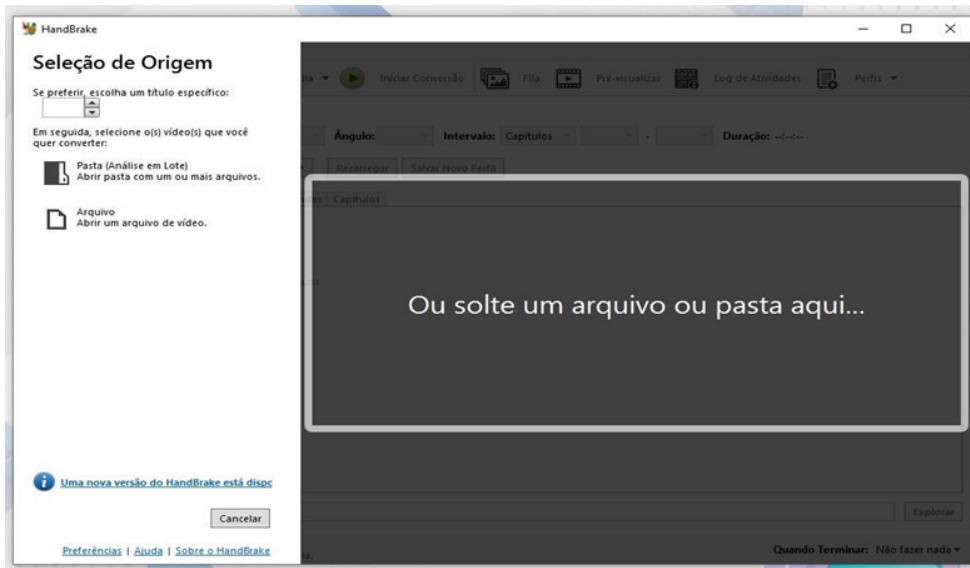 HandBrake
Seleção de Origem
Se preferir, escolha um título específico:
Em seguida, selecione o(s) vídeo(s) que você
quer converter:
Pasta (Análise em Lote)
Abrir pasta com um ou mais arquivos.
Arquivo
Abrir um arquivo de vídeo.
Uma nova versão do HandBrake está dispo
Cancelar
Preferências | Ajuda | Sobre o HandBrake
Iniciar Conversão
Fila
Pré-visualizar
Log de Atividades
Perfis
Ângulo:
Intervalo: Capítulos
-
Duração: --:--:--
Recarregar
Salvar Novo Perfil
Capítulos
Ou solte um arquivo ou pasta aqui...
Explorar
Quando Terminar: Não fazer nada